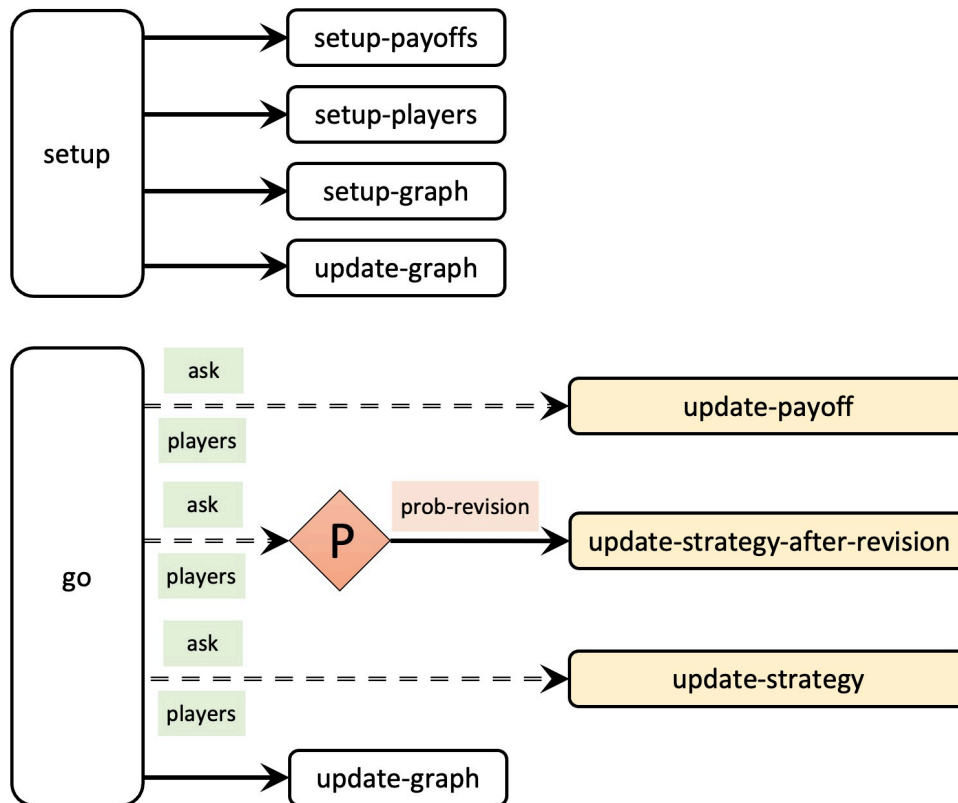 setup
setup-payoffs
setup-players
setup-graph
update-graph
go
ask
players
update-payoff
ask
players
P
prob-revision
update-strategy-after-revision
ask
players
update-strategy
update-graph